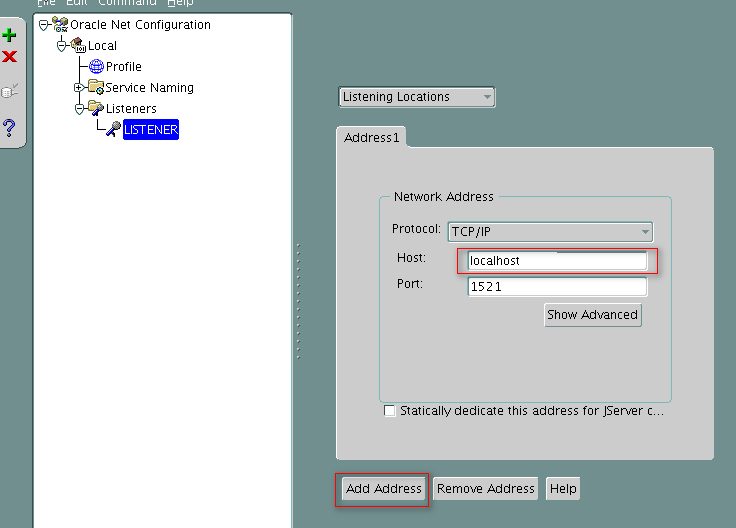 File Edit Command Help
Oracle Net Configuration
Local
Profile
Service Naming
Listeners
LISTENER
Listening Locations
Address1
Network Address
Protocol: TCP/IP
Host: localhost
Port: 1521
Show Advanced
Statically dedicate this address for JServer c...
Add Address Remove Address Help